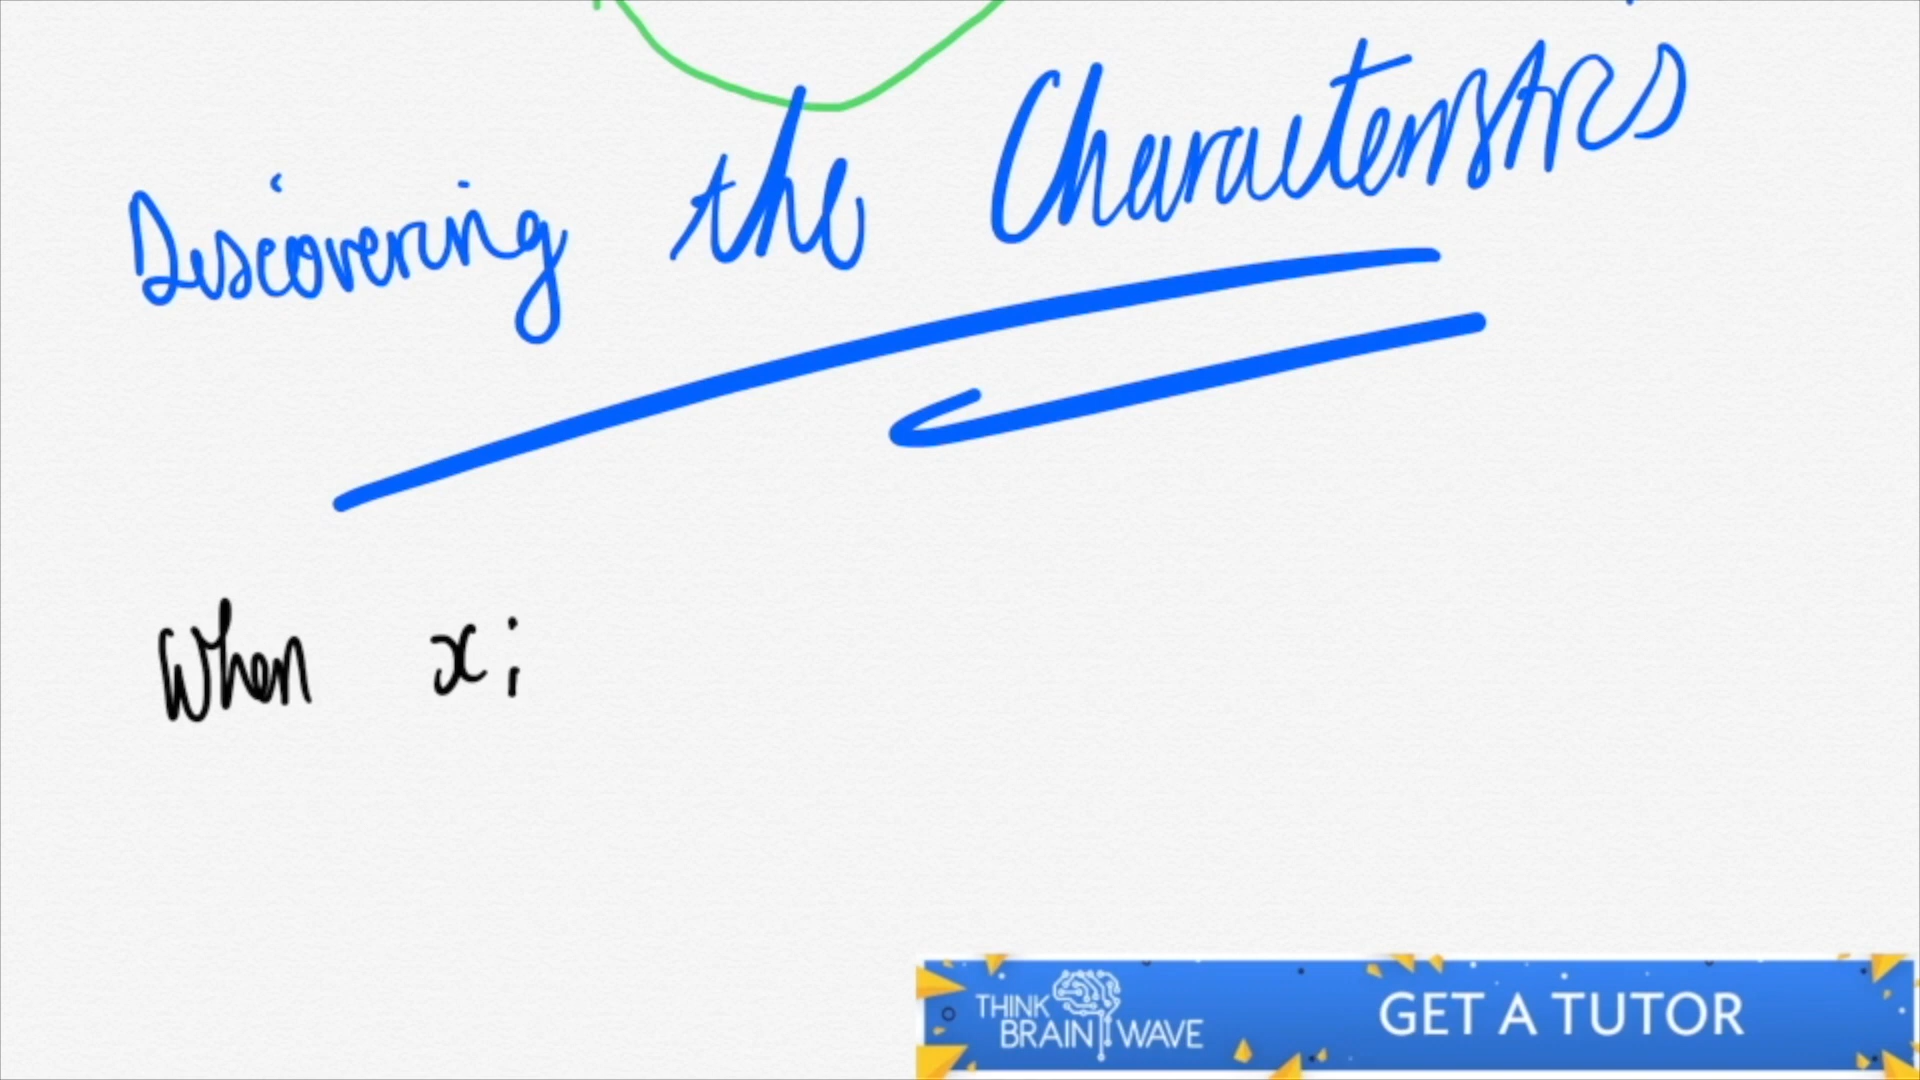 Discovering the Characteristics
When x i
THINK
BRAIN WAVE
GET A TUTOR